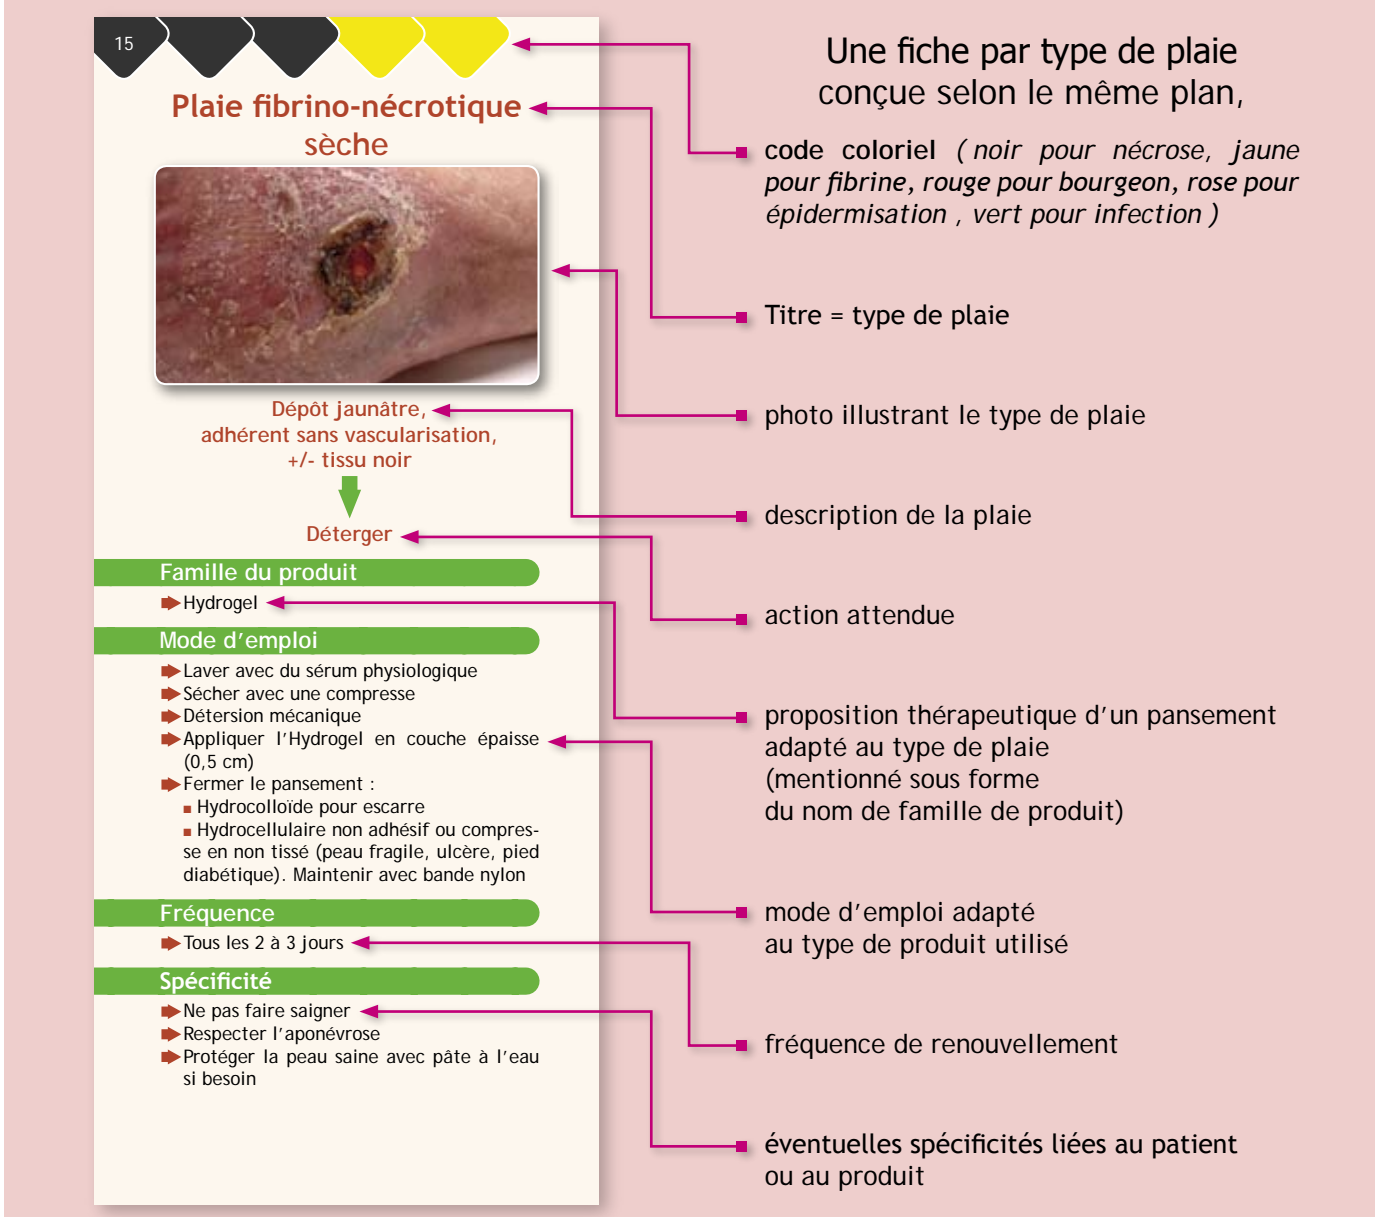 15
Plaie fibrino-nécrotique
sèche
Dépôt jaunâtre,
adhérent sans vascularisation,
+/- tissu noir
Déterger
Famille du produit
Hydrogel
Mode d'emploi
Laver avec du sérum physiologique
Sécher avec une compresse
Détersion mécanique
Appliquer l'Hydrogel en couche épaisse
(0,5 cm)
Fermer le pansement :
Hydrocolloïde pour escarre
Hydrocellulaire non adhésif ou compres-
se en non tissé (peau fragile, ulcère, pied
diabétique). Maintenir avec bande nylon
Fréquence
Tous les 2 à 3 jours
Spécificité
Ne pas faire saigner
Respecter l'aponévrose
Protéger la peau saine avec pâte à l'eau
si besoin
Une fiche par type de plaie
conçue selon le même plan,
code coloriel ( noir pour nécrose, jaune
pour fibrine, rouge pour bourgeon, rose pour
épidermisation , vert pour infection )
Titre = type de plaie
photo illustrant le type de plaie
description de la plaie
action attendue
proposition thérapeutique d'un pansement
adapté au type de plaie
(mentionné sous forme
du nom de famille de produit)
mode d'emploi adapté
au type de produit utilisé
fréquence de renouvellement
éventuelles spécificités liées au patient
ou au produit